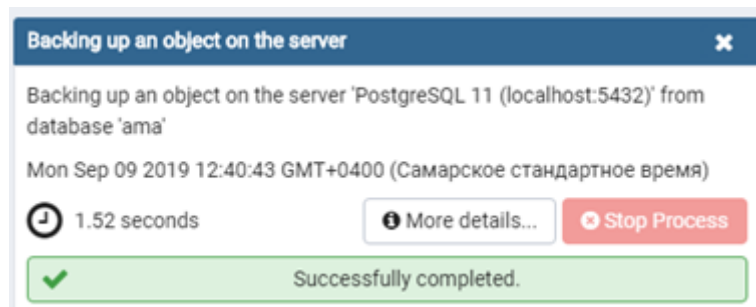 Backing up an object on the server
Backing up an object on the server 'PostgreSQL 11 (localhost:5432)' from
database 'ama'
Mon Sep 09 2019 12:40:43 GMT+0400 (Самарское стандартное время)
1.52 seconds
More details...
Stop Process
Successfully completed.